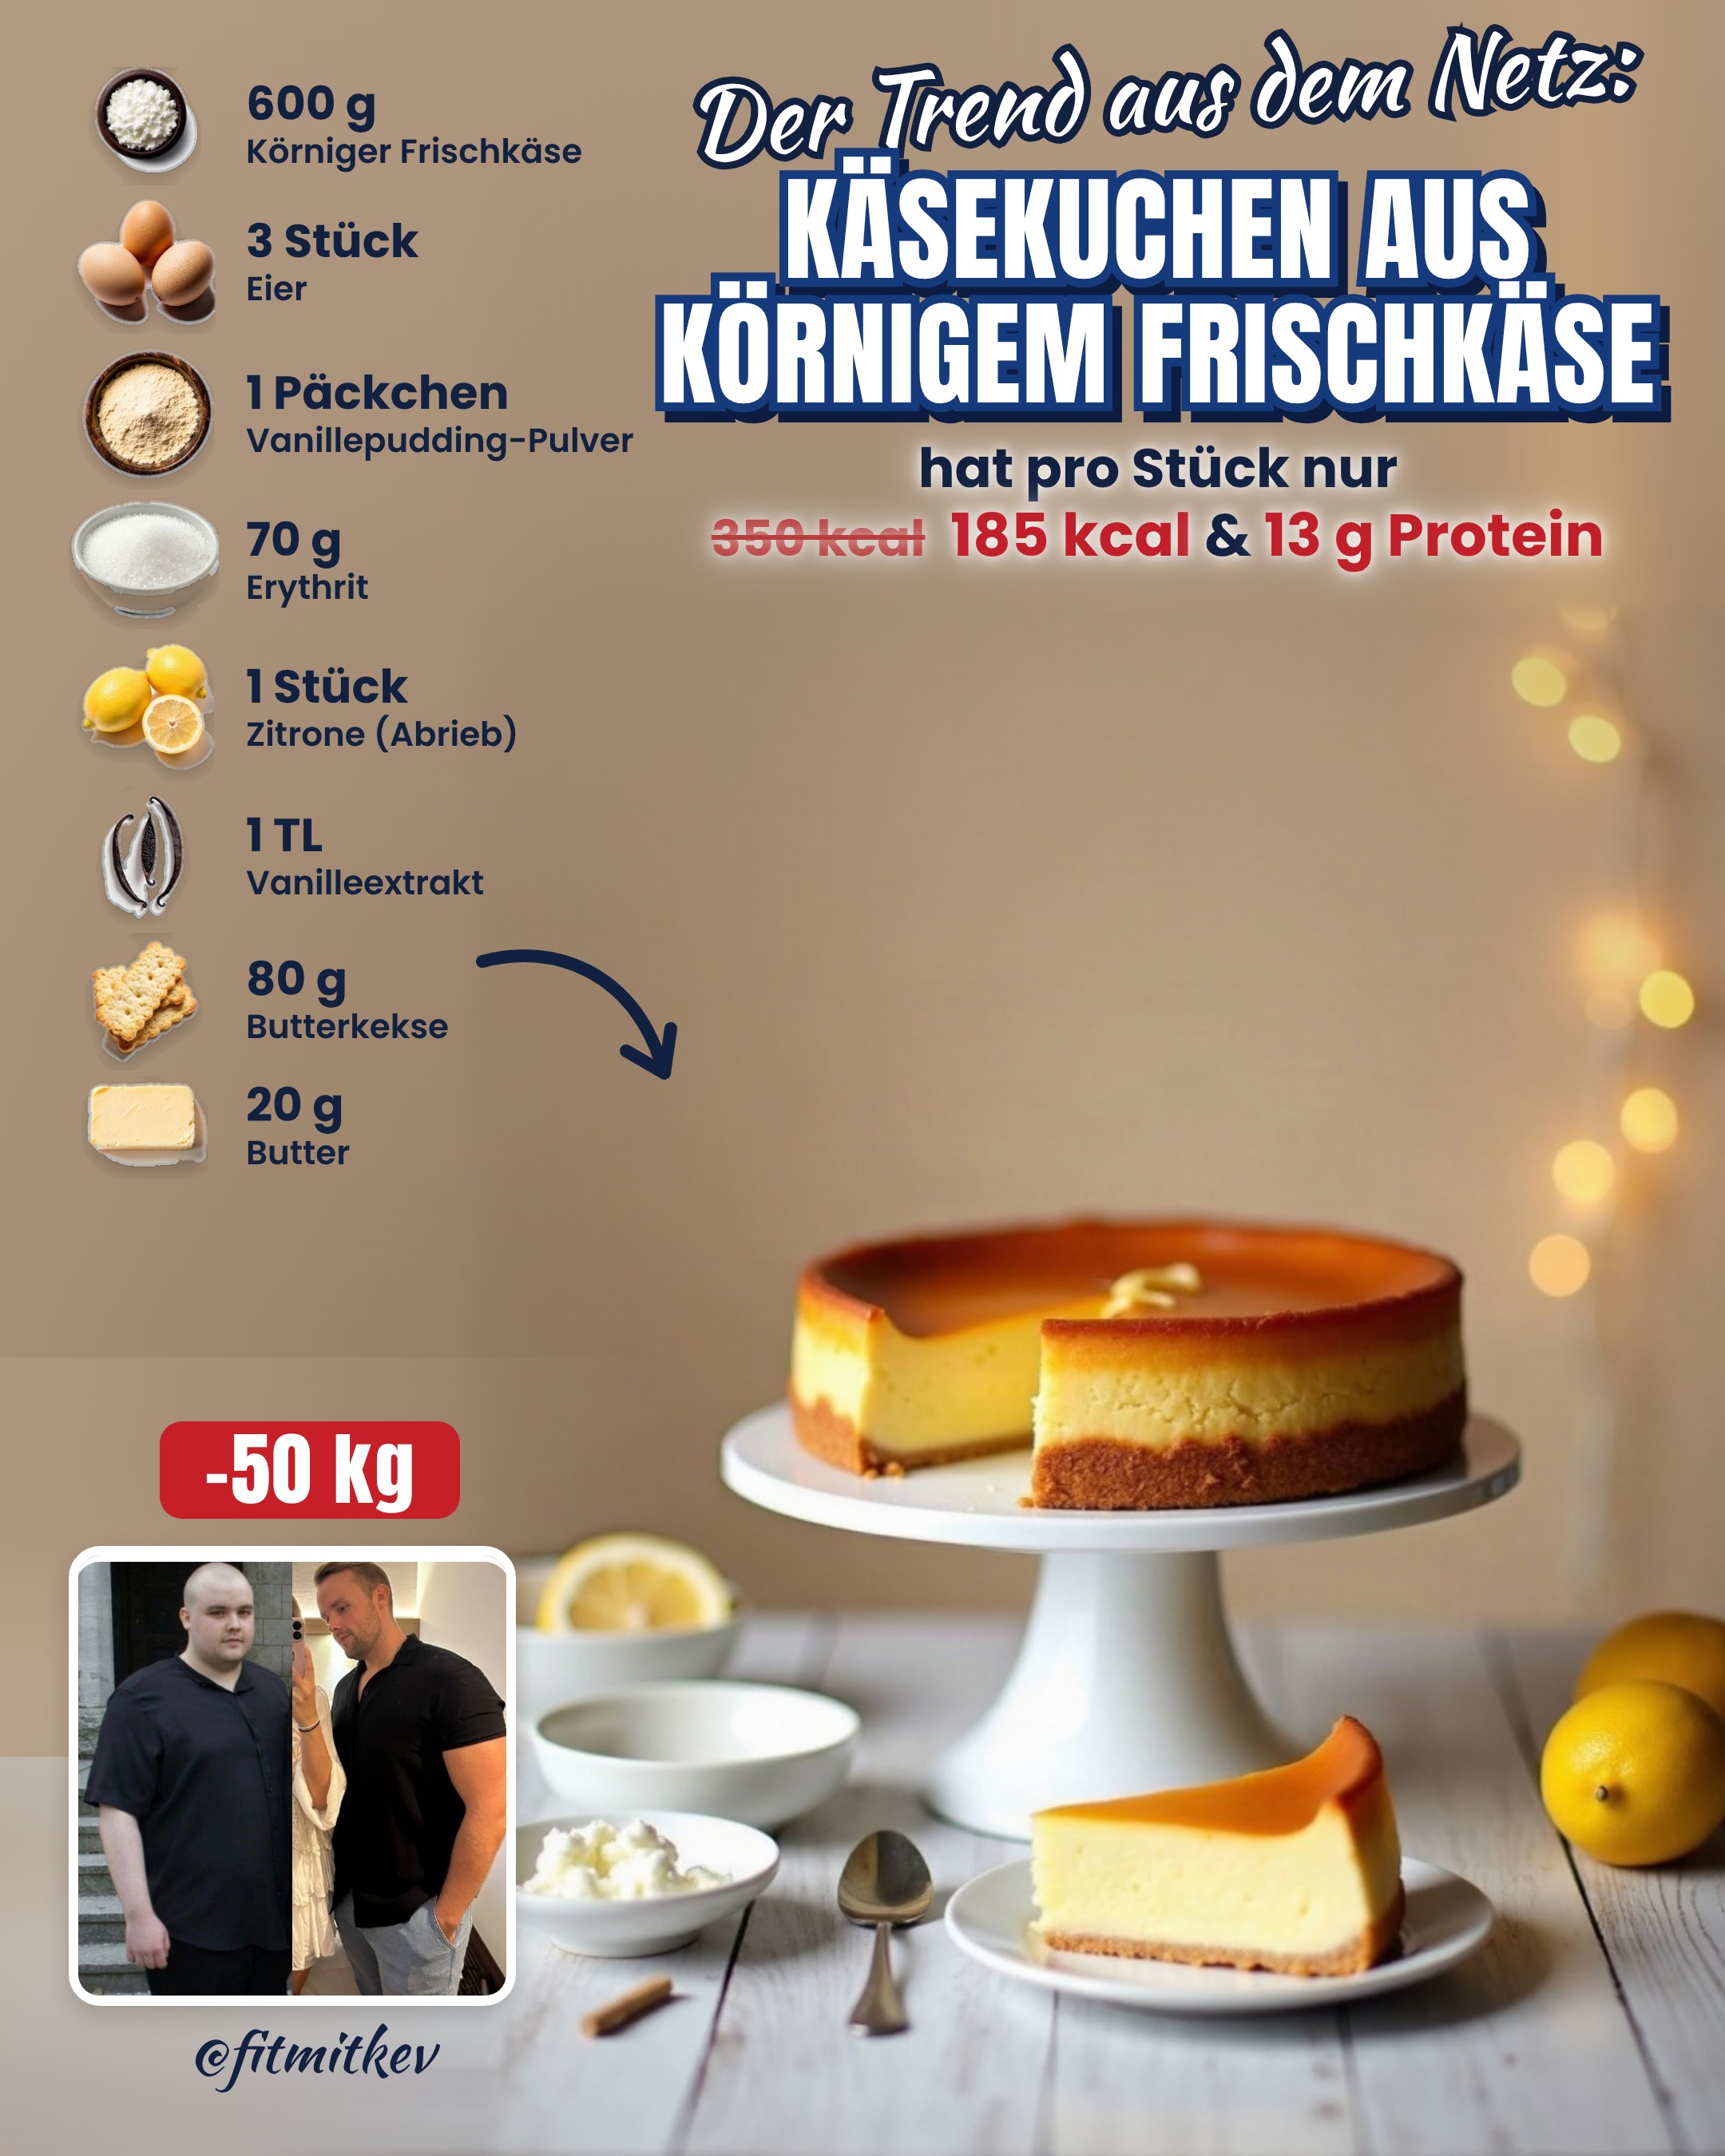 Der Trend aus dem Netz:
KÄSEKUCHEN AUS
KÖRNIGEM FRISCHKÄSE
hat pro Stück nur
350 kcal 185 kcal & 13 g Protein
600 g
Körniger Frischkäse
3 Stück
Eier
1 Päckchen
Vanillepudding-Pulver
70 g
Erythrit
1 Stück
Zitrone (Abrieb)
1 TL
Vanilleextrakt
80 g
Butterkekse
20 g
Butter
-50 kg
@fitmitkev